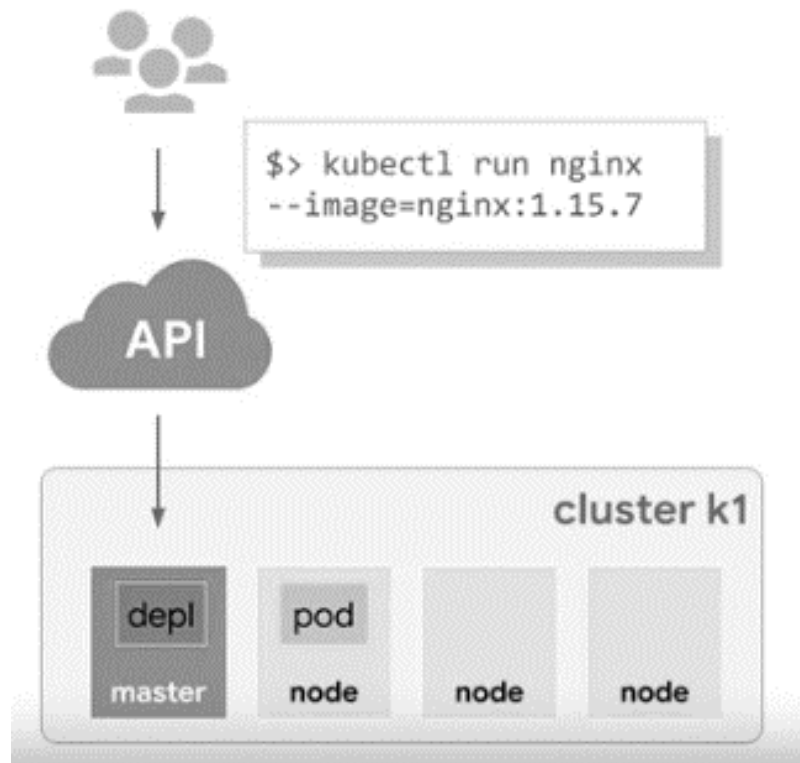 $> kubectl run nginx
--image=nginx:1.15.7
API
cluster k1
depl
pod
master
node
node
node